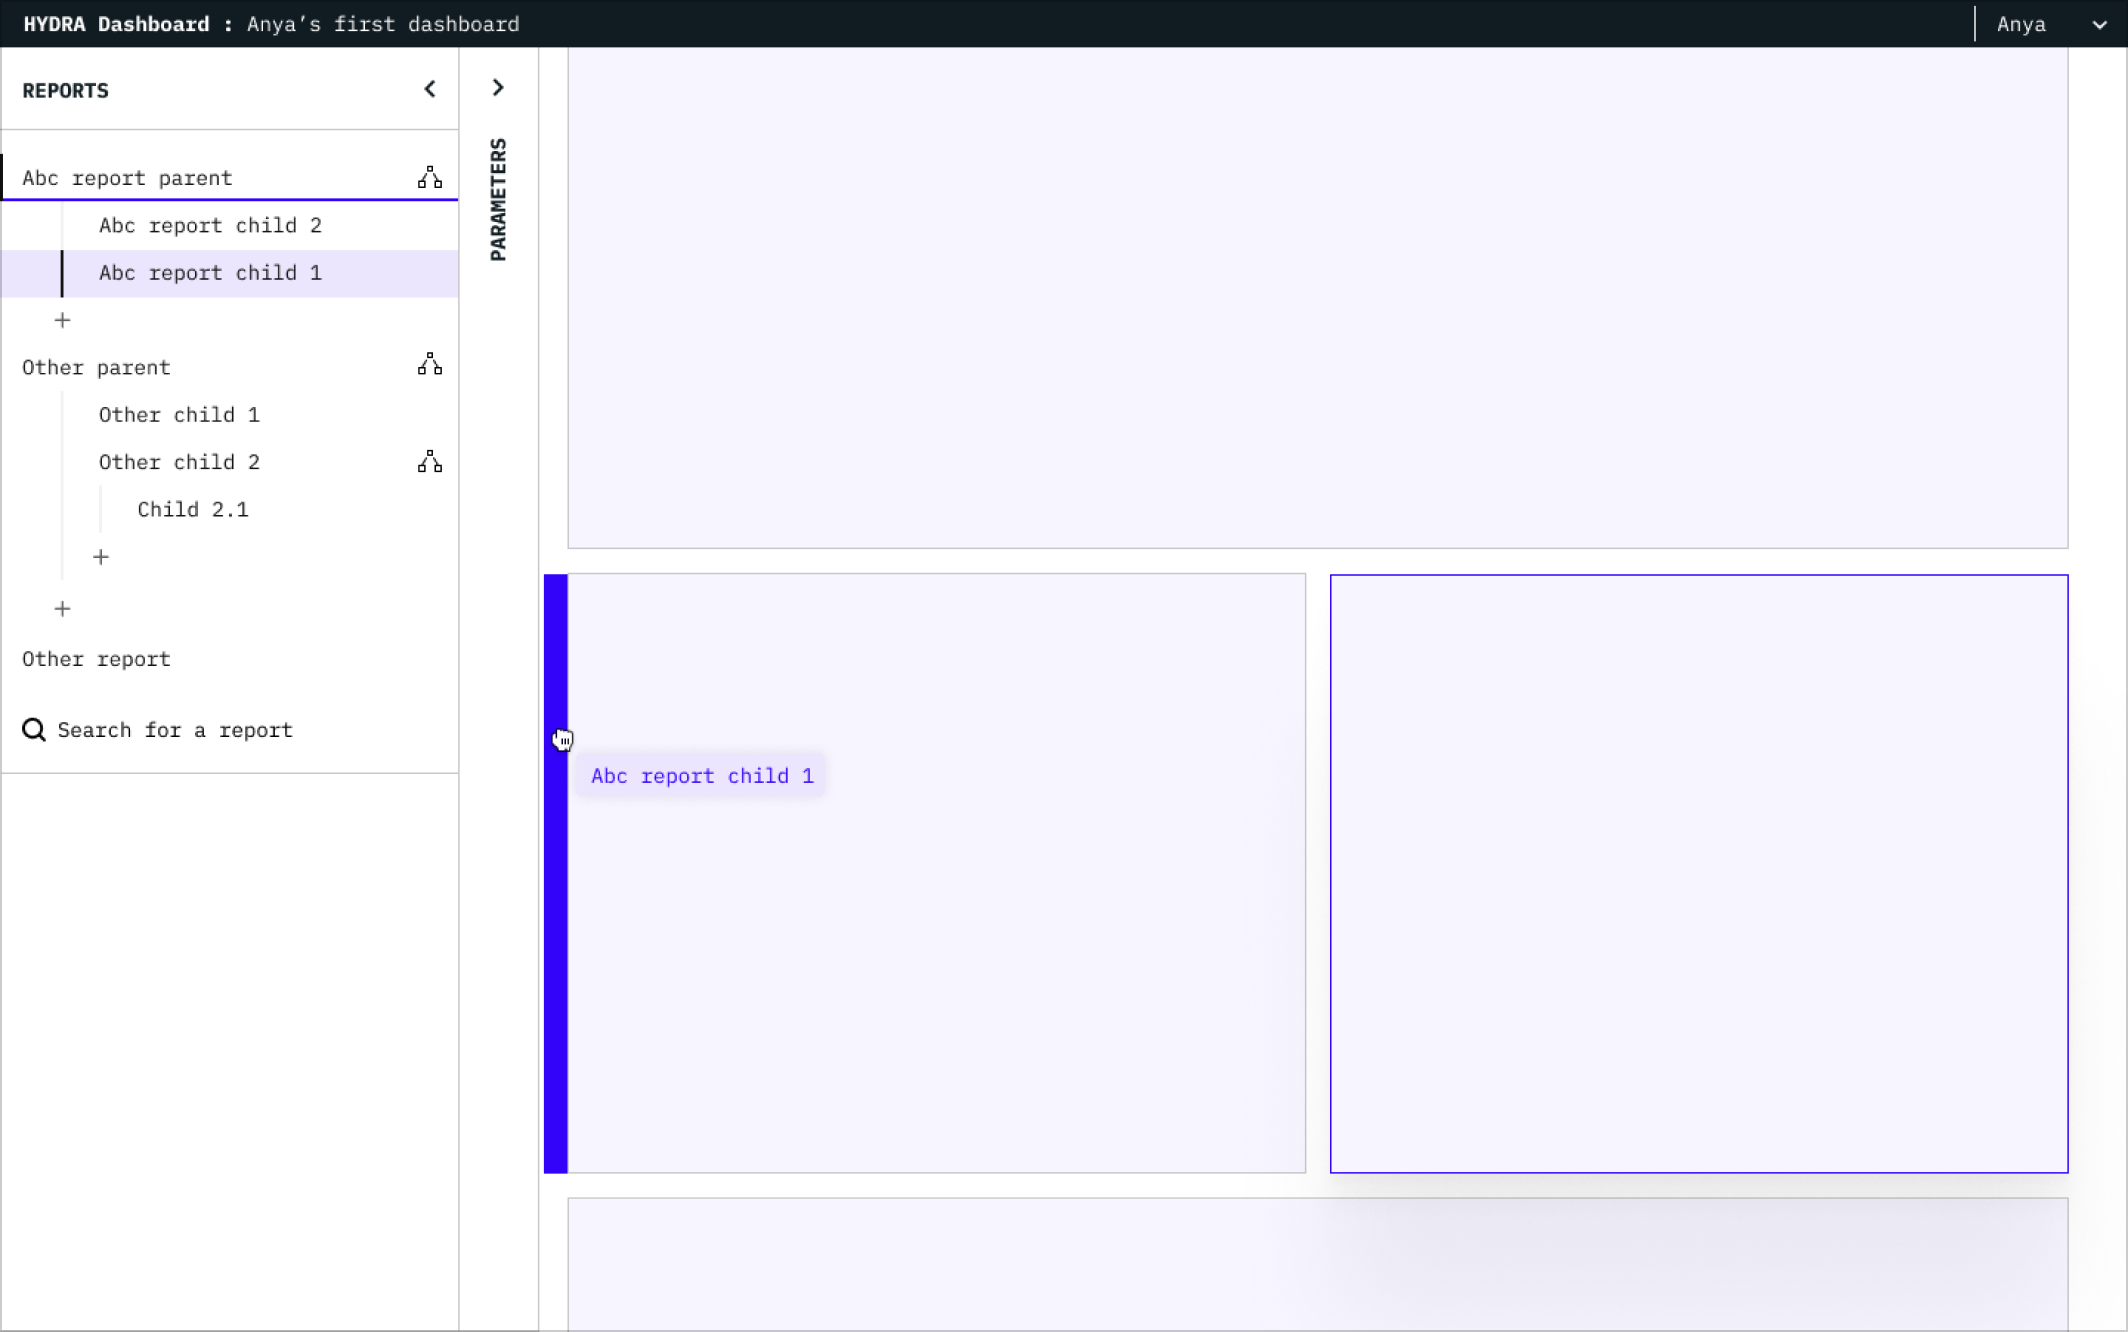 HYDRA Dashboard : Anya’s first dashboard
Anya
REPORTS
Abc report parent
Abc report child 2
Abc report child 1
+
Other parent
Other child 1
Other child 2
Child 2.1
+
+
Other report
Search for a report
PARAMETERS
Abc report child 1